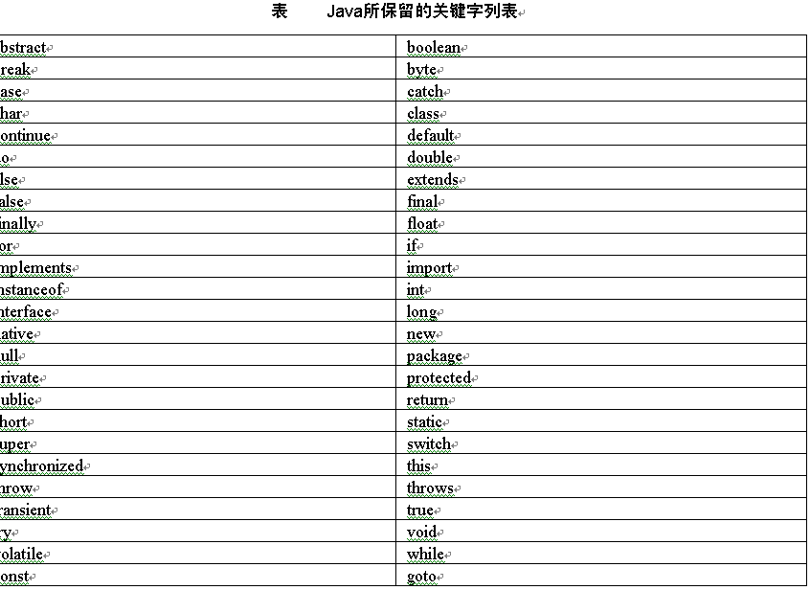 表 Java所保留的关键字列表
bstract boolean
reak byte
ase catch
har class
ontinue default
o double
lse extends
alse final
inally float
or if
mplements import
nstanceof int
nterface long
ative new
ull package
rivate protected
ublic return
hort static
uper switch
ynchronized this
hrow throws
ransient true
ry void
olatile while
onst goto